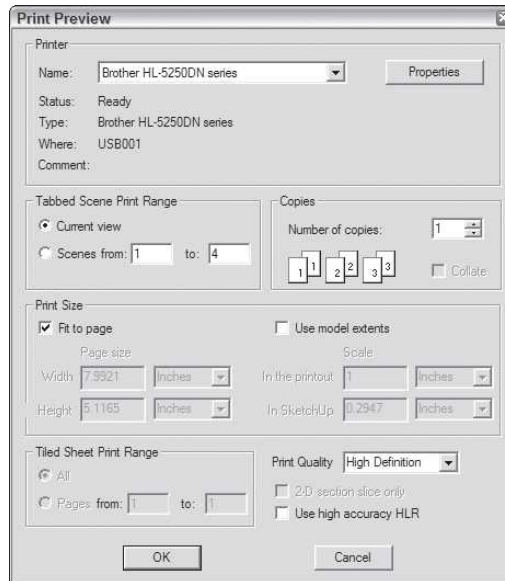 Print Preview
Printer
Name: Brother HL-5250DN series Properties
Status: Ready
Type: Brother HL-5250DN series
Where: USB001
Comment:
Tabbed Scene Print Range
Current view
Scenes from: 1 to: 4
Copies
Number of copies: 1
1 1 2 2 3 3 Collate
Print Size
Fit to page Use model extents
Page size Scale
Width 7.9921 Inches In the printout 1 Inches
Height 5.1165 Inches In SketchUp 0.2947 Inches
Tiled Sheet Print Range
All
Pages from: 1 to: 1
Print Quality High Definition
2-D section slice only
Use high accuracy HLR
OK Cancel